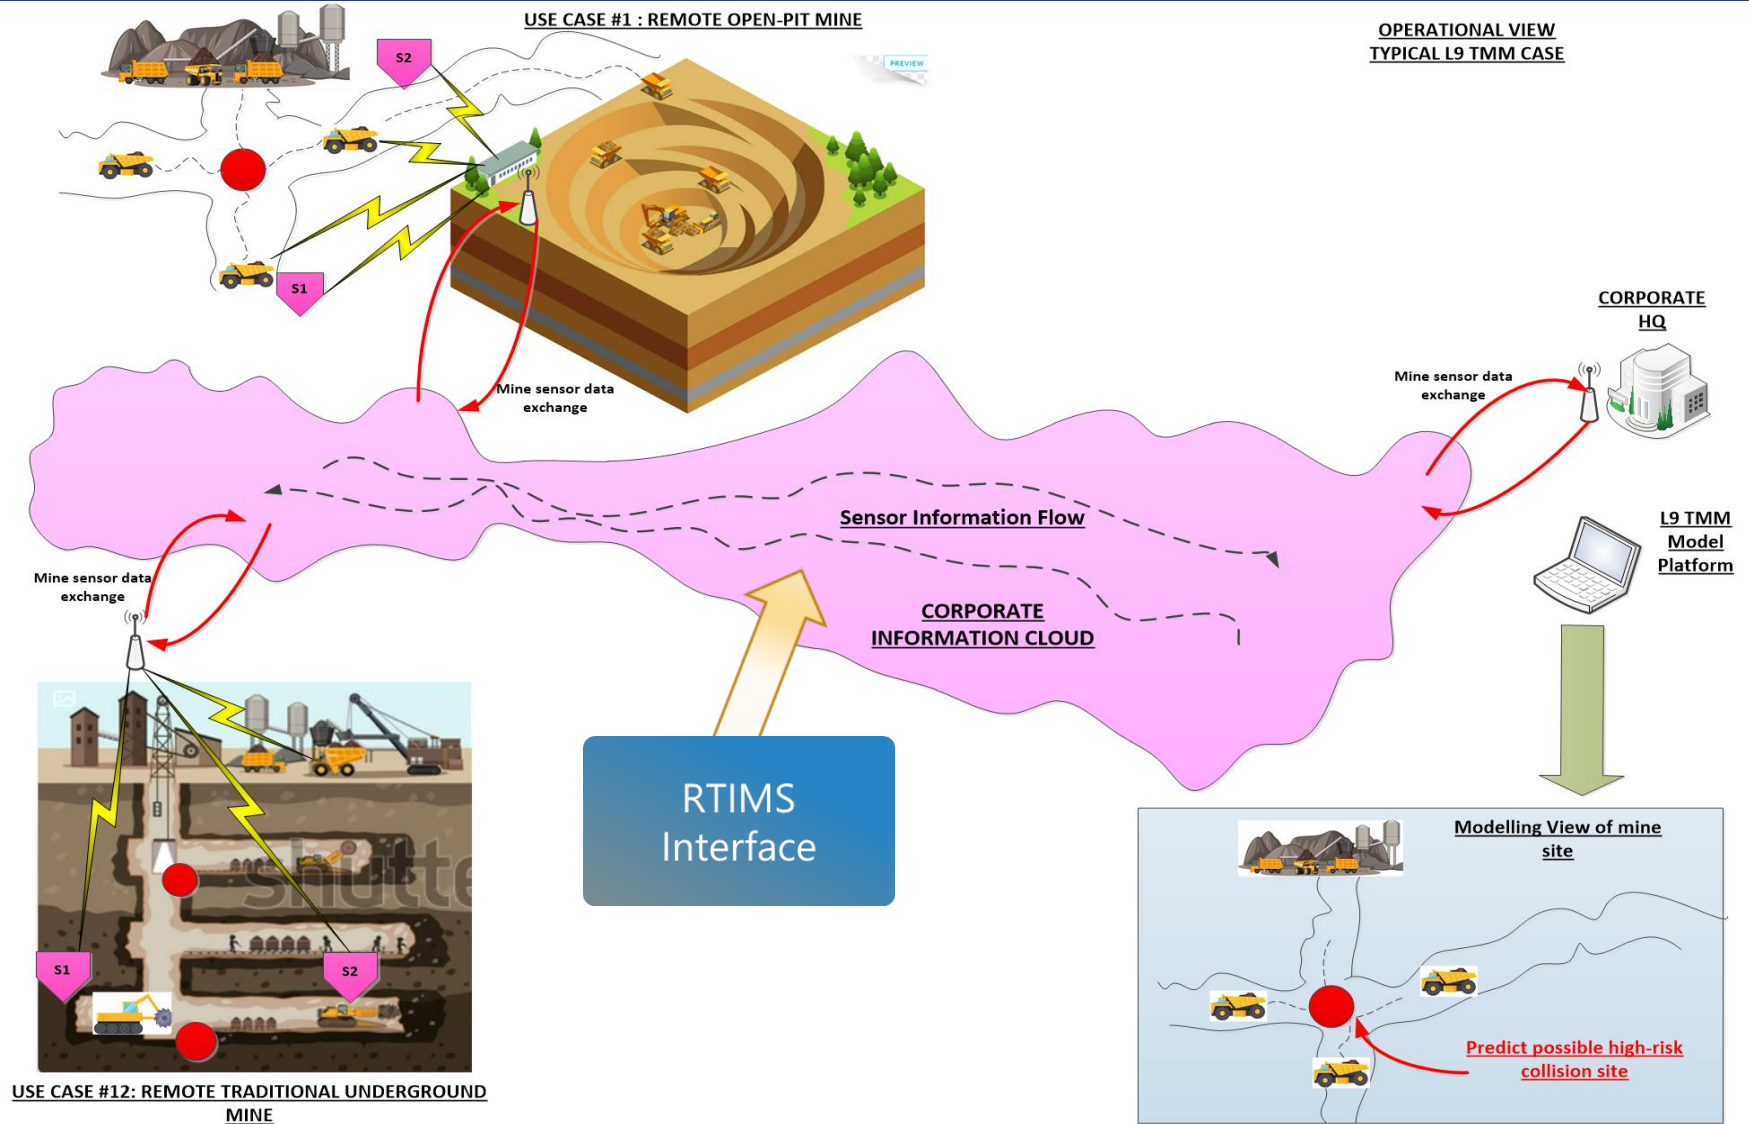 USE CASE #1 : REMOTE OPEN-PIT MINE
OPERATIONAL VIEW
TYPICAL L9 TMM CASE
S2
PREVIEW
S1
CORPORATE
HQ
Mine sensor data
exchange
Mine sensor data
exchange
Sensor Information Flow
L9 TMM
Model
Platform
Mine sensor data
exchange
CORPORATE
INFORMATION CLOUD
RTIMS
Interface
Modelling View of mine
site
shutte
S1
S2
Predict possible high-risk
collision site
USE CASE #12: REMOTE TRADITIONAL UNDERGROUND
MINE